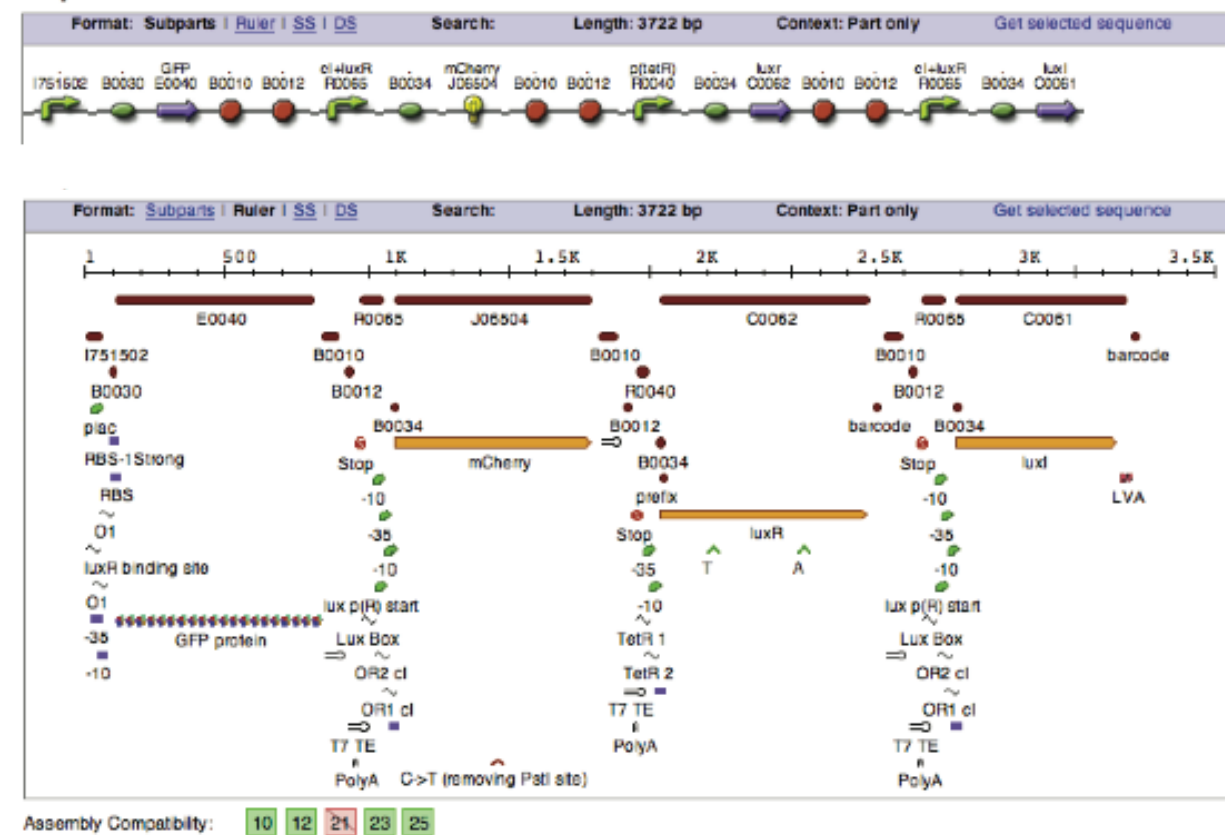 Format: Subparts | Ruler | SS | DS Search: Length: 3722 bp Context: Part only Get selected sequence
GFP cI+luxR mCherry p(tetR) luxr cI+luxR luxI
I751502 B0030 E0040 B0010 B0012 R0065 B0034 J06504 B0010 B0012 R0040 B0034 C0062 B0010 B0012 R0065 B0034 C0061
Format: Subparts | Ruler | SS | DS Search: Length: 3722 bp Context: Part only Get selected sequence
1 500 1K 1.5K 2K 2.5K 3K 3.5K
E0040 R0065 J06504 C0062 R0065 C0061
I751502 B0010 B0010 B0010 barcode
B0030 B0012 R0040 B0012
plac B0034 B0012 barcode B0034
RBS-1Strong Stop mCherry B0034 Stop luxI
RBS -10 prefix -10 LVA
O1 -35 Stop luxR -35
luxR binding site -10 -35 T A -10
O1 lux p(R) start -10 lux p(R) start
-35 GFP protein Lux Box TetR 1 Lux Box
-10 OR2 cI TetR 2 OR2 cI
OR1 cI T7 TE OR1 cI
T7 TE PolyA T7 TE
PolyA C->T (removing PstI site) PolyA
Assembly Compatibility: 10 12 21 23 25